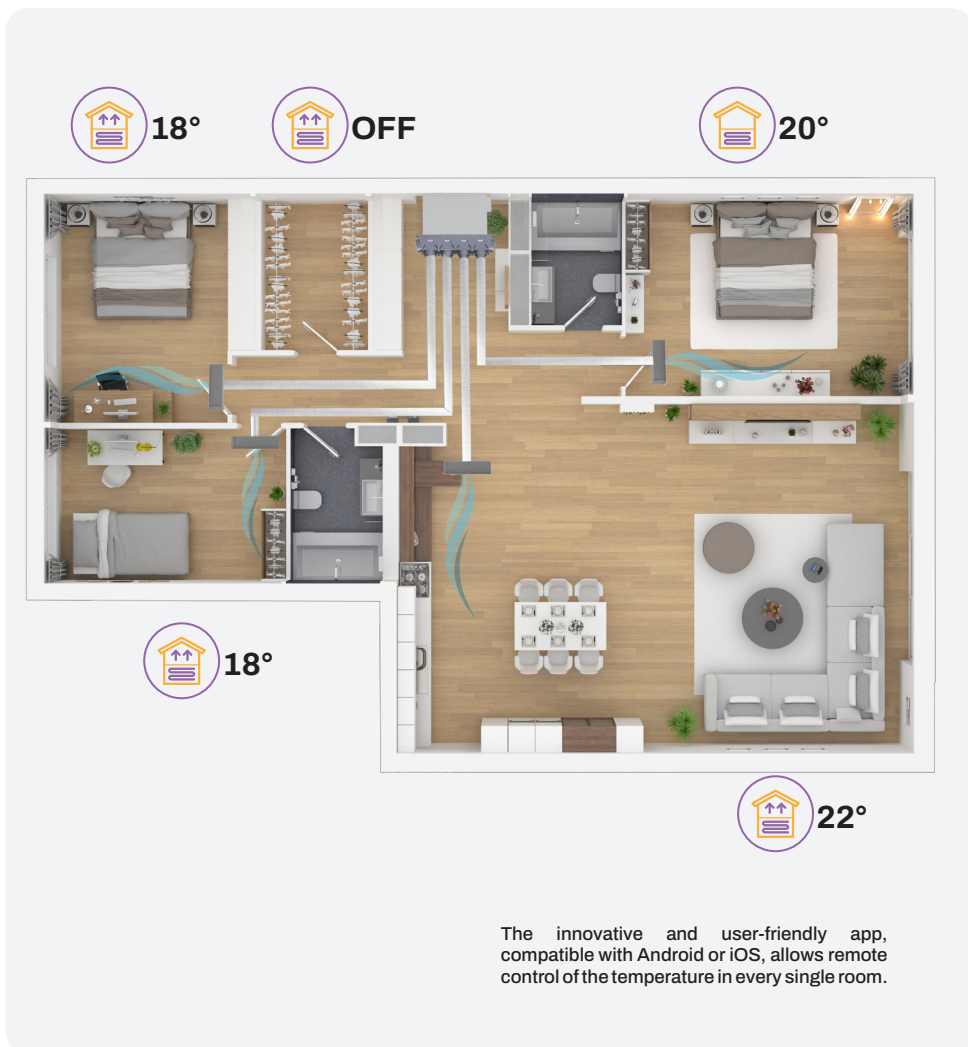 18°
OFF
20°
18°
22°
The innovative and user-friendly app,
compatible with Android or iOS, allows remote
control of the temperature in every single room.